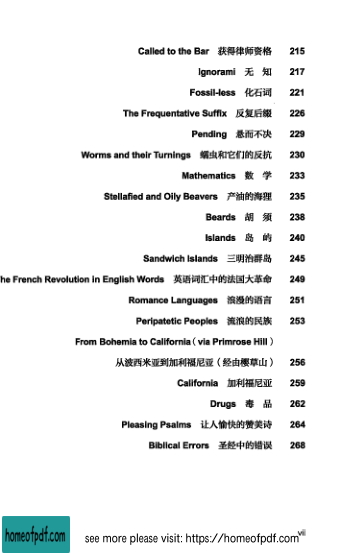 Called to the Bar 获得律师资格 215
Ignorami 无 知 217
Fossil-less 化石词 221
The Frequentative Suffix 反复后缀 226
Pending 悬而不决 229
Worms and their Turnings 蠕虫和它们的反抗 230
Mathematics 数 学 233
Stellafied and Oily Beavers 产油的海狸 235
Beards 胡 须 238
Islands 岛 屿 240
Sandwich Islands 三明治群岛 245
The French Revolution in English Words 英语词汇中的法国大革命 249
Romance Languages 浪漫的语言 251
Peripatetic Peoples 流浪的民族 253
From Bohemia to California（via Primrose Hill）
从波西米亚到加利福尼亚（经由樱草山） 256
California 加利福尼亚 259
Drugs 毒 品 262
Pleasing Psalms 让人愉快的赞美诗 264
Biblical Errors 圣经中的错误 268
vii
homeofpdf.com see more please visit: https://homeofpdf.com